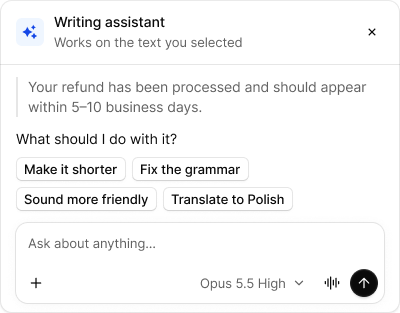 Writing assistant
Works on the text you selected
Your refund has been processed and should appear
within 5–10 business days.
What should I do with it?
Make it shorter
Fix the grammar
Sound more friendly
Translate to Polish
Ask about anything...
Opus 5.5 High